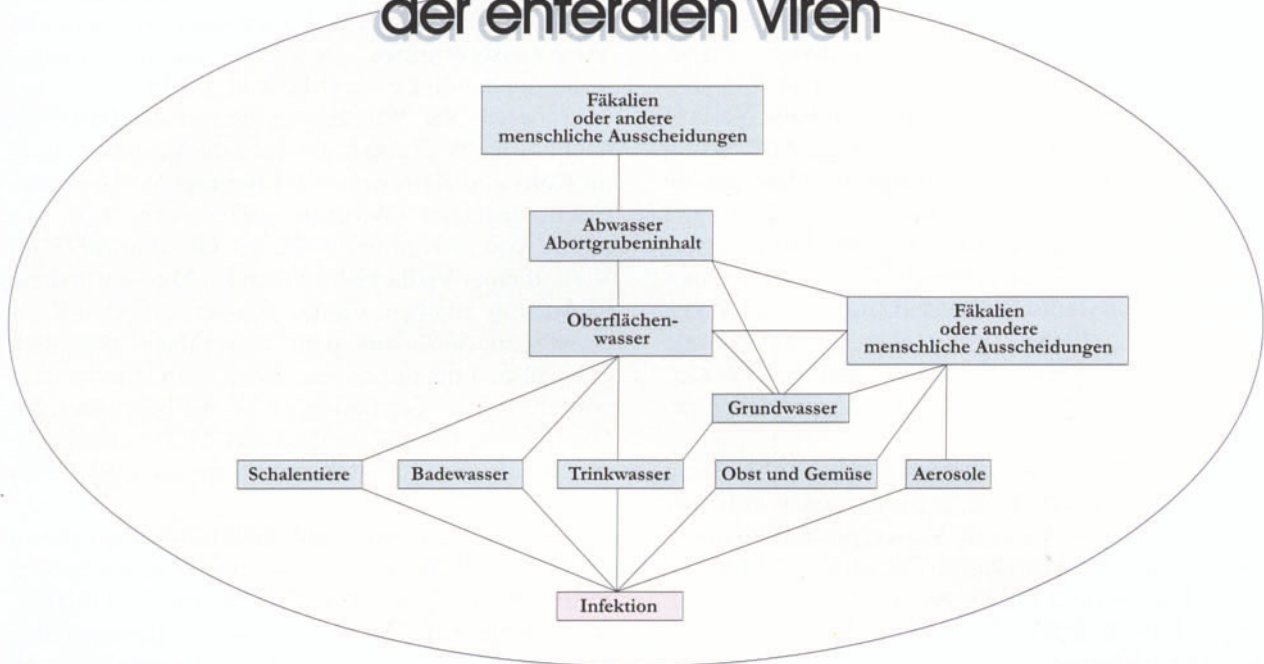 der enteralen Viren
Fäkalien
oder andere
menschliche Ausscheidungen
Abwasser
Abortgrubeninhalt
Oberflächen-
wasser
Fäkalien
oder andere
menschliche Ausscheidungen
Grundwasser
Schalentiere
Badewasser
Trinkwasser
Obst und Gemüse
Aerosole
Infektion